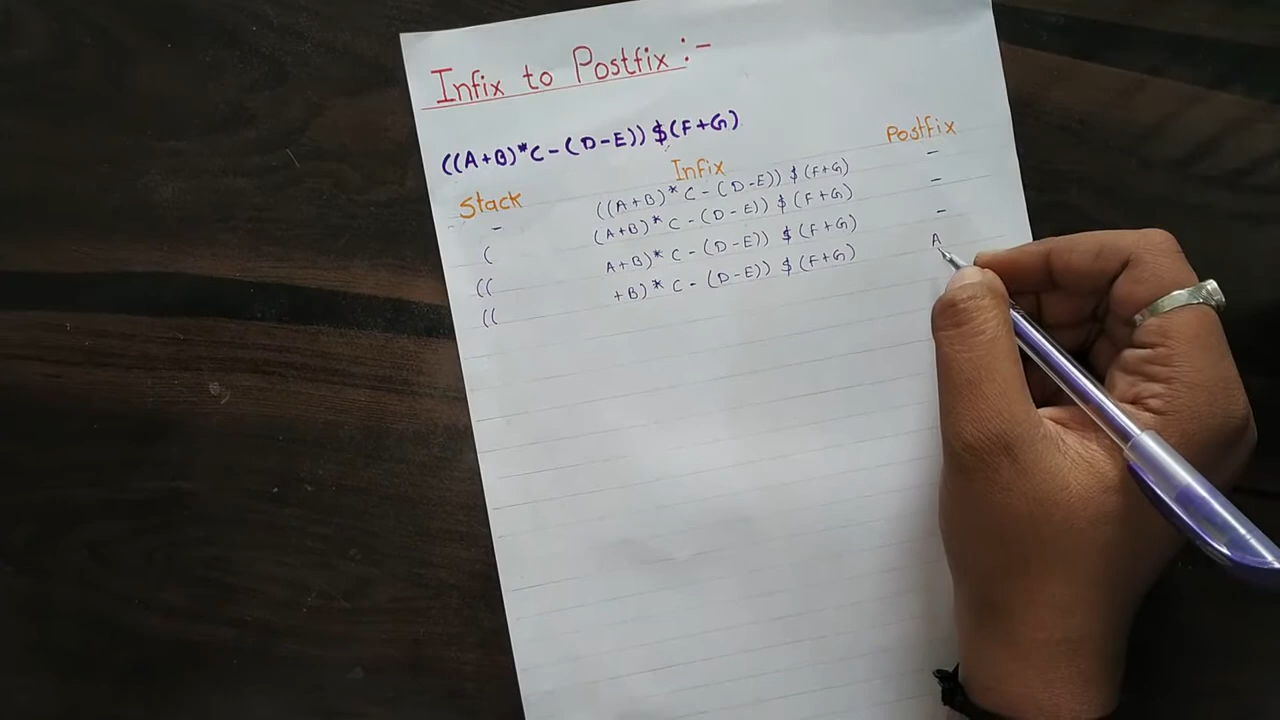 Infix to Postfix :-
((A+B)*C-(D-E))$(F+G)
Stack Infix Postfix
- ((A+B)*C-(D-E))$(F+G) -
( (A+B)*C-(D-E))$(F+G) -
(( A+B)*C-(D-E))$(F+G) -
(( +B)*C-(D-E))$(F+G) A